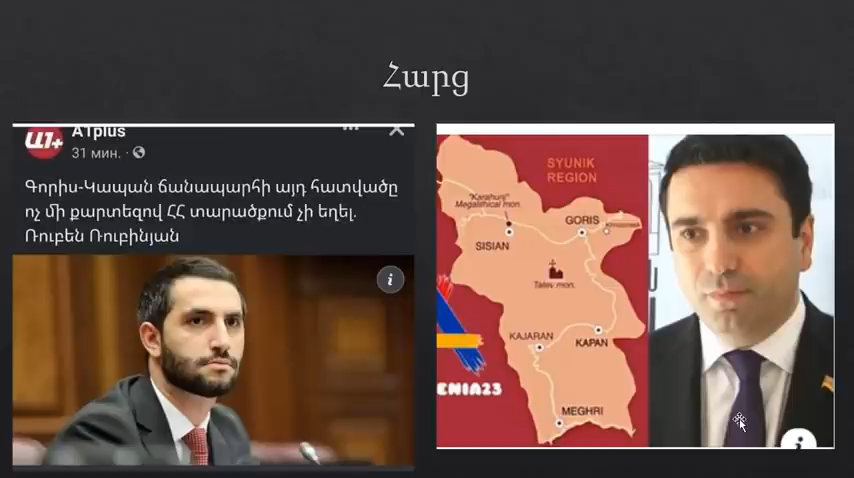 Հարց
A1plus
Ա1+
31 мин.
Գորիս-Կապան ճանապարհի այդ հատվածը
ոչ մի քարտեզով ՀՀ տարածքում չի եղել.
Ռուբեն Ռուբինյան
SYUNIK
REGION
"Karahunj"
Megalithical mon.
GORIS
SISIAN
Tatev mon.
KAJARAN
KAPAN
ENIA23
MEGHRI